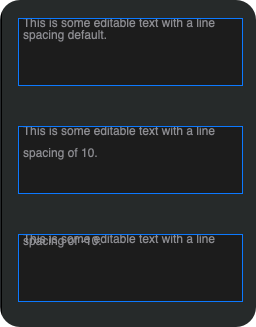 This is some editable text with a line
spacing default.
This is some editable text with a line
spacing of 10.
This is some editable text with a line
spacing of -10.